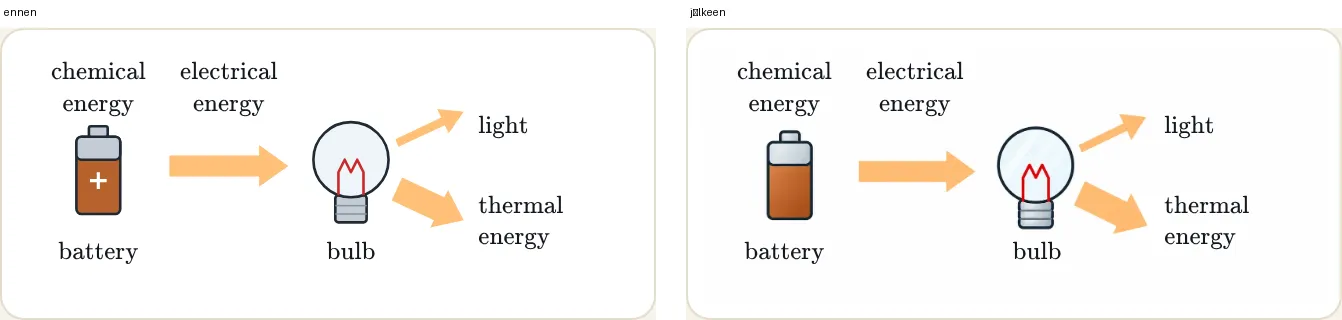 ennen
chemical
energy
electrical
energy
light
thermal
energy
battery
bulb
+
j□lkeen
chemical
energy
electrical
energy
light
thermal
energy
battery
bulb